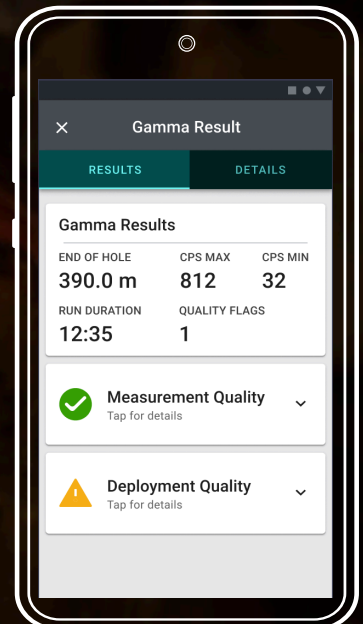 Gamma Result
RESULTS DETAILS
Gamma Results
END OF HOLE CPS MAX CPS MIN
390.0 m 812 32
RUN DURATION QUALITY FLAGS
12:35 1
Measurement Quality
Tap for details
Deployment Quality
Tap for details